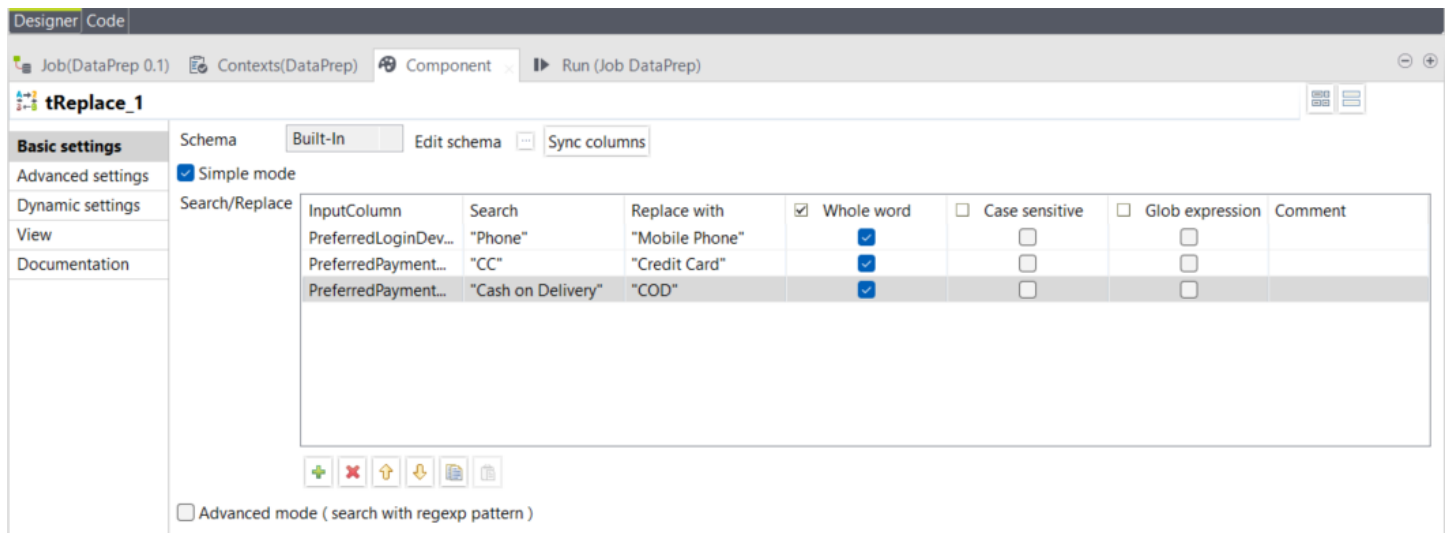 Designer Code
Job(DataPrep 0.1) Contexts(DataPrep) Component Run (Job DataPrep)
tReplace_1
Basic settings
Advanced settings
Dynamic settings
View
Documentation
Schema Built-In Edit schema ... Sync columns
Simple mode
Search/Replace
InputColumn Search Replace with Whole word Case sensitive Glob expression Comment
PreferredLoginDev... "Phone" "Mobile Phone"
PreferredPayment... "CC" "Credit Card"
PreferredPayment... "Cash on Delivery" "COD"
Advanced mode ( search with regexp pattern )